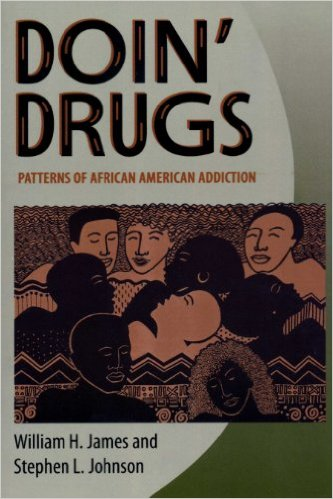 DOIN'
DRUGS
PATTERNS OF AFRICAN AMERICAN ADDICTION
William H. James and
Stephen L. Johnson